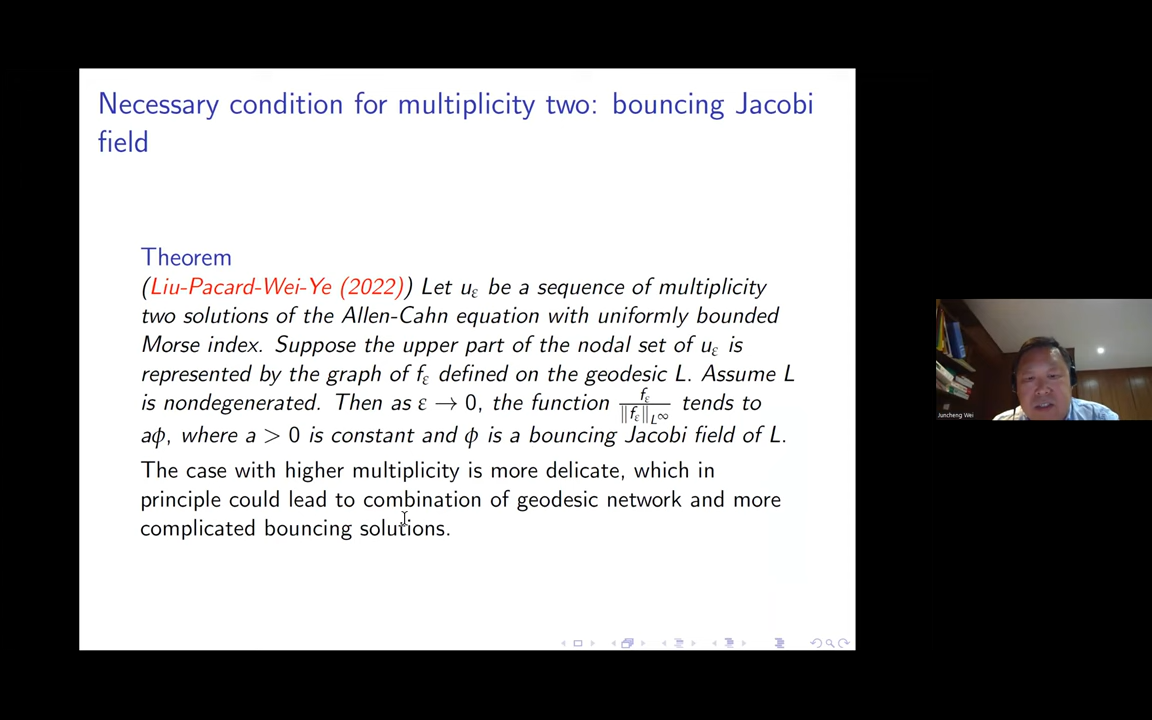 Necessary condition for multiplicity two: bouncing Jacobi
field
Theorem
(Liu-Pacard-Wei-Ye (2022)) Let uε be a sequence of multiplicity
two solutions of the Allen-Cahn equation with uniformly bounded
Morse index. Suppose the upper part of the nodal set of uε is
represented by the graph of fε defined on the geodesic L. Assume L
is nondegenerated. Then as ε → 0, the function fε/‖fε‖L∞ tends to
aϕ, where a > 0 is constant and ϕ is a bouncing Jacobi field of L.
The case with higher multiplicity is more delicate, which in
principle could lead to combination of geodesic network and more
complicated bouncing solutions.
Juncheng Wei